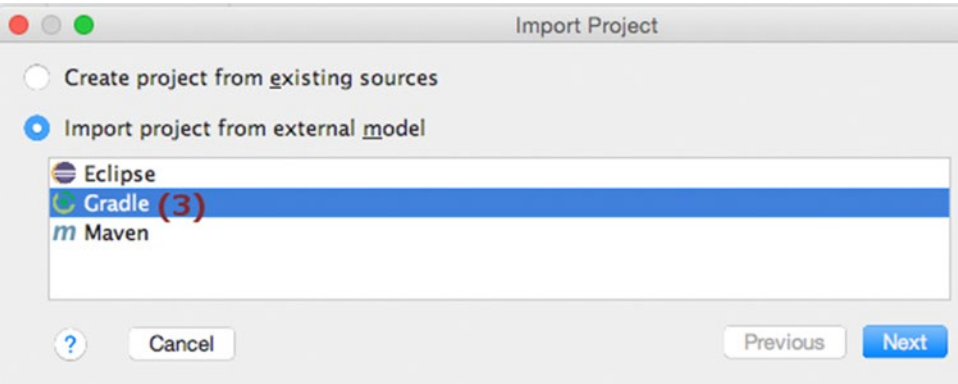 Import Project
Create project from existing sources
Import project from external model
Eclipse
Gradle (3)
m Maven
? Cancel Previous Next